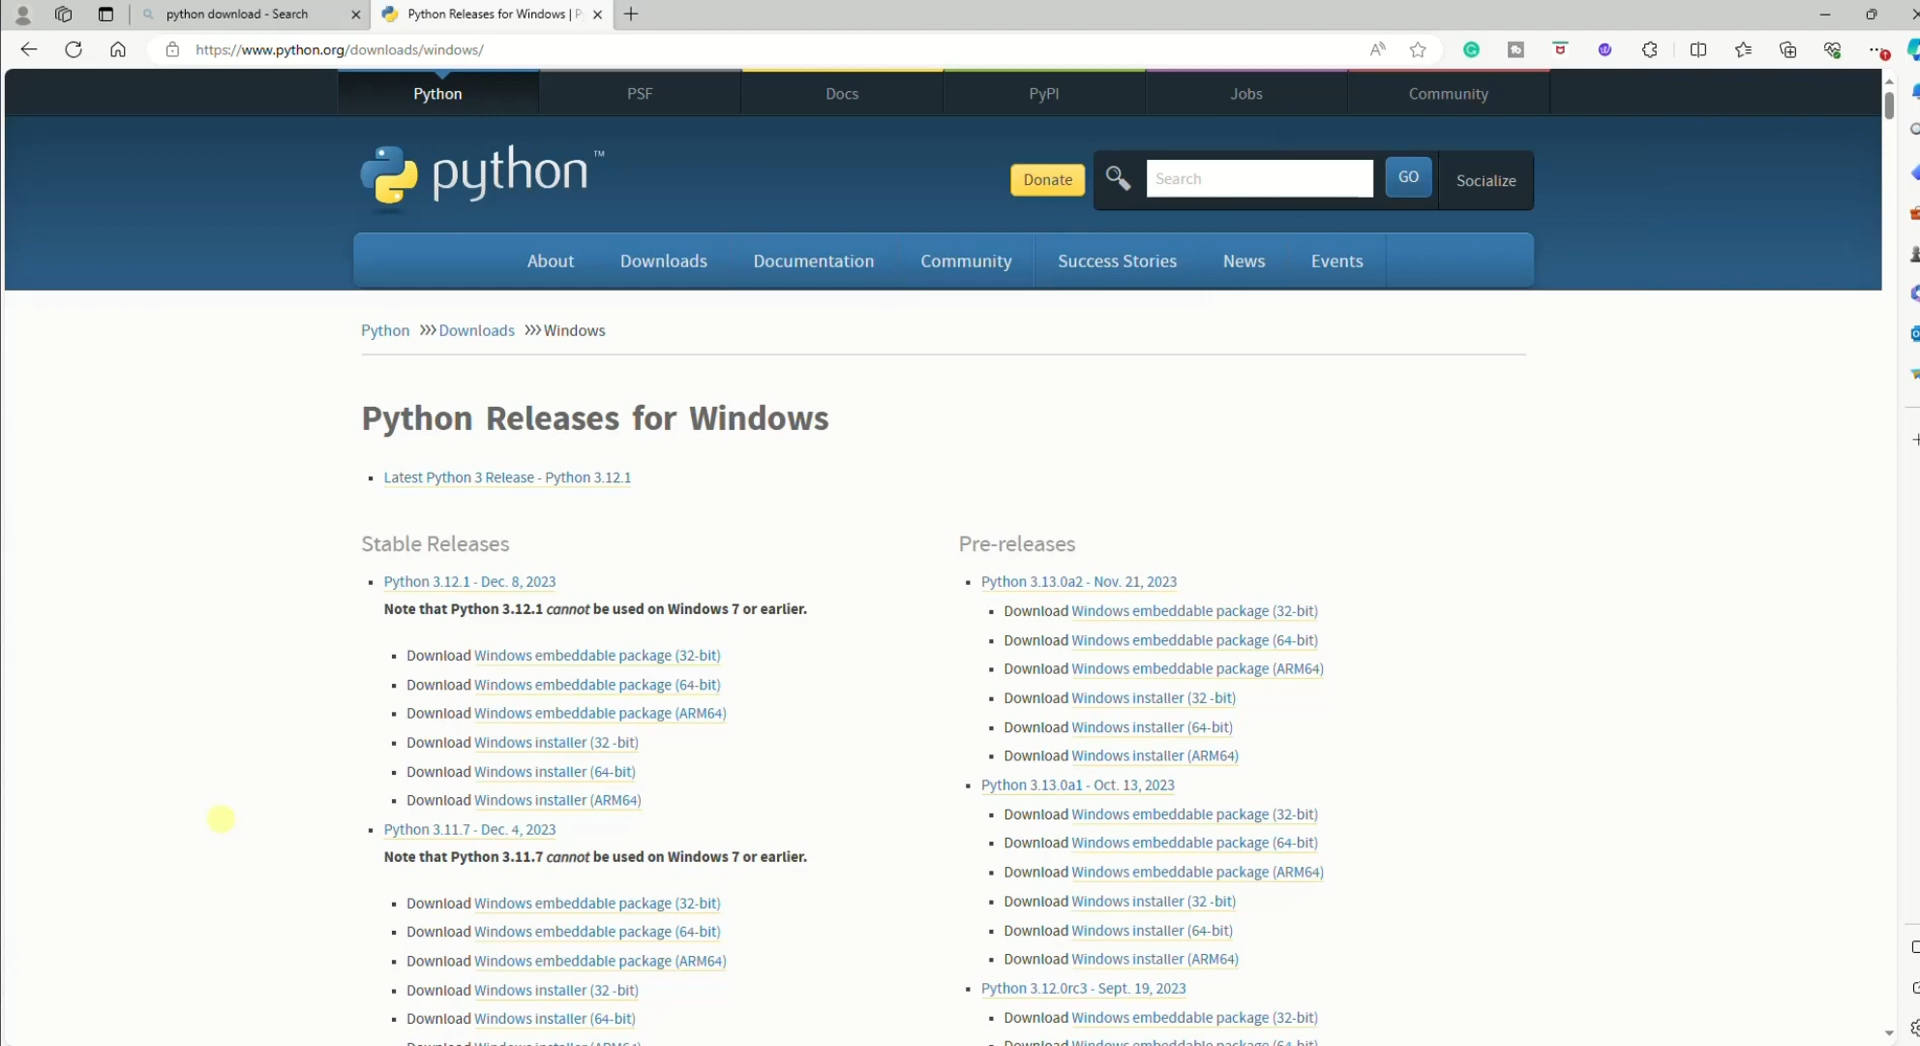 python download - Search
Python Releases for Windows | P
https://www.python.org/downloads/windows/
Python
PSF
Docs
PyPI
Jobs
Community
python ™
Donate
Search
GO
Socialize
About
Downloads
Documentation
Community
Success Stories
News
Events
Python >>> Downloads >>> Windows
Python Releases for Windows
Latest Python 3 Release - Python 3.12.1
Stable Releases
Python 3.12.1 - Dec. 8, 2023
Note that Python 3.12.1 cannot be used on Windows 7 or earlier.
Download Windows embeddable package (32-bit)
Download Windows embeddable package (64-bit)
Download Windows embeddable package (ARM64)
Download Windows installer (32 -bit)
Download Windows installer (64-bit)
Download Windows installer (ARM64)
Python 3.11.7 - Dec. 4, 2023
Note that Python 3.11.7 cannot be used on Windows 7 or earlier.
Download Windows embeddable package (32-bit)
Download Windows embeddable package (64-bit)
Download Windows embeddable package (ARM64)
Download Windows installer (32 -bit)
Download Windows installer (64-bit)
Download Windows installer (ARM64)
Pre-releases
Python 3.13.0a2 - Nov. 21, 2023
Download Windows embeddable package (32-bit)
Download Windows embeddable package (64-bit)
Download Windows embeddable package (ARM64)
Download Windows installer (32 -bit)
Download Windows installer (64-bit)
Download Windows installer (ARM64)
Python 3.13.0a1 - Oct. 13, 2023
Download Windows embeddable package (32-bit)
Download Windows embeddable package (64-bit)
Download Windows embeddable package (ARM64)
Download Windows installer (32 -bit)
Download Windows installer (64-bit)
Download Windows installer (ARM64)
Python 3.12.0rc3 - Sept. 19, 2023
Download Windows embeddable package (32-bit)
Download Windows embeddable package (64-bit)